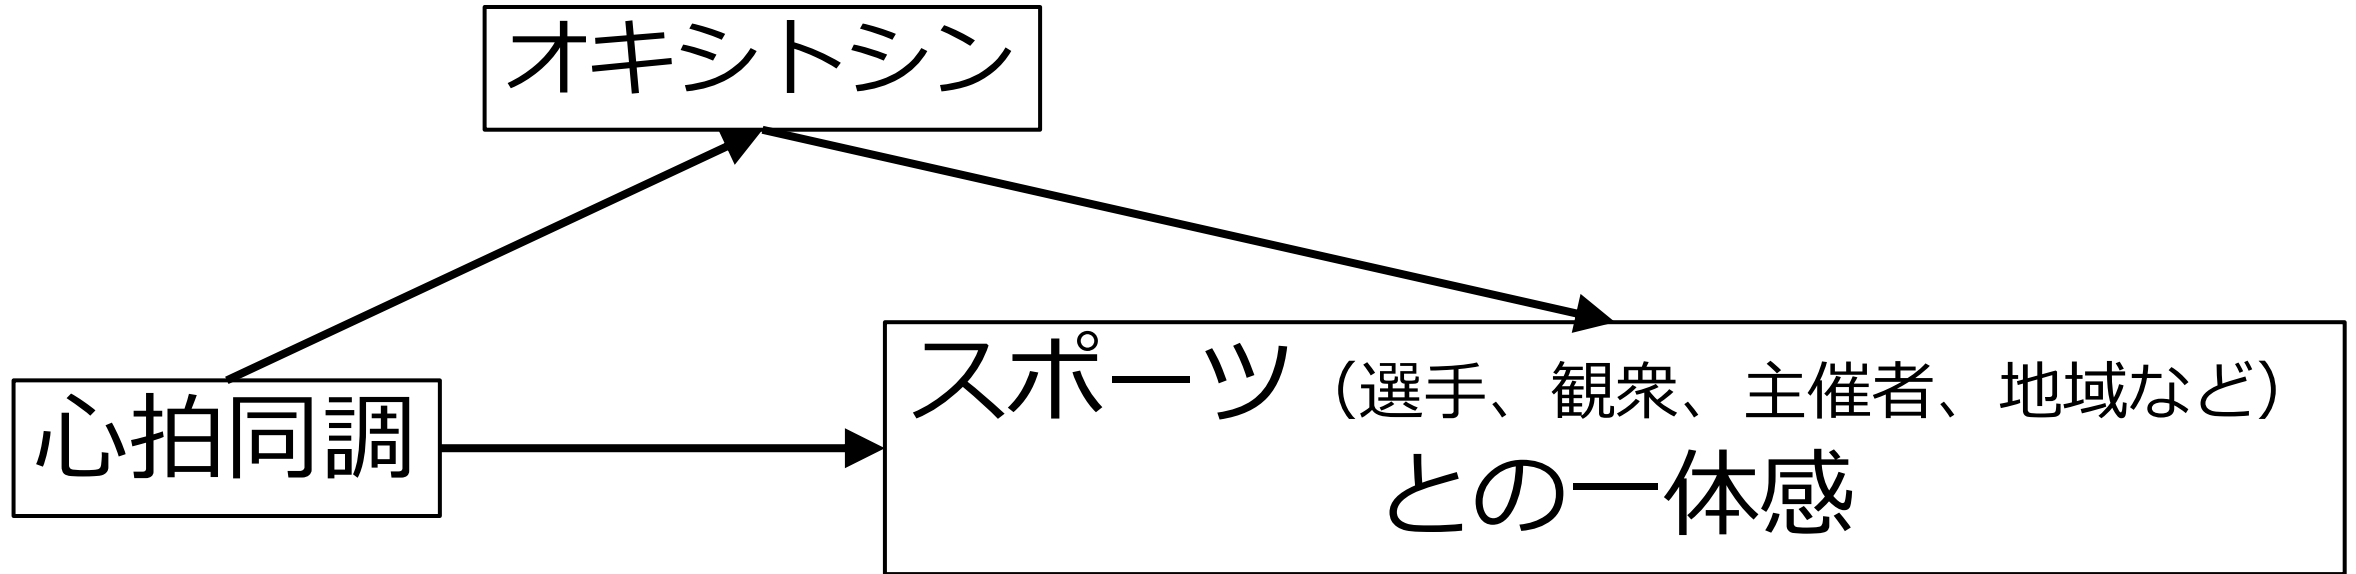 オキシトシン
心拍同調
スポーツ（選手、観衆、主催者、地域など）
との一体感